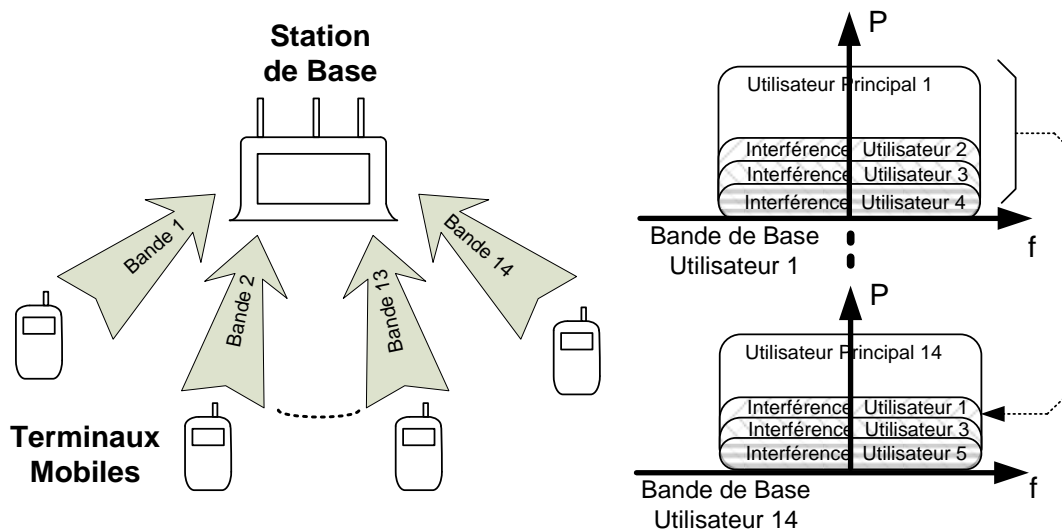 Station
de Base
Bande 1
Bande 2
Bande 13
Bande 14
Terminaux
Mobiles
P
Utilisateur Principal 1
Interférence Utilisateur 2
Interférence Utilisateur 3
Interférence Utilisateur 4
Bande de Base
Utilisateur 1
f
P
Utilisateur Principal 14
Interférence Utilisateur 1
Interférence Utilisateur 3
Interférence Utilisateur 5
Bande de Base
Utilisateur 14
f